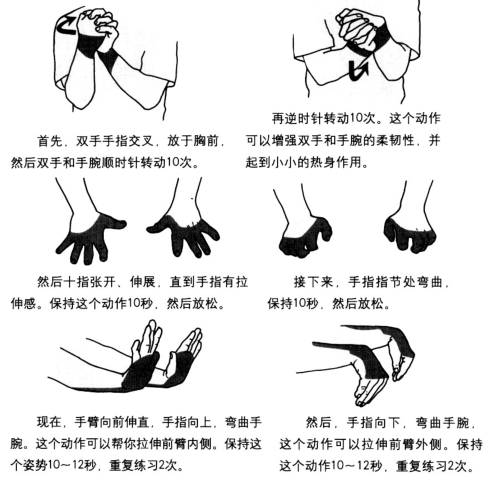 首先，双手手指交叉，放于胸前，
然后双手和手腕顺时针转动10次。
再逆时针转动10次。这个动作
可以增强双手和手腕的柔韧性，并
起到小小的热身作用。
然后十指张开、伸展，直到手指有拉
伸感。保持这个动作10秒，然后放松。
接下来，手指指节处弯曲，
保持10秒，然后放松。
现在，手臂向前伸直，手指向上，弯曲手
腕。这个动作可以帮你拉伸前臂内侧。保持这
个姿势10～12秒，重复练习2次。
然后，手指向下，弯曲手腕，
这个动作可以拉伸前臂外侧。保持
这个动作10～12秒，重复练习2次。